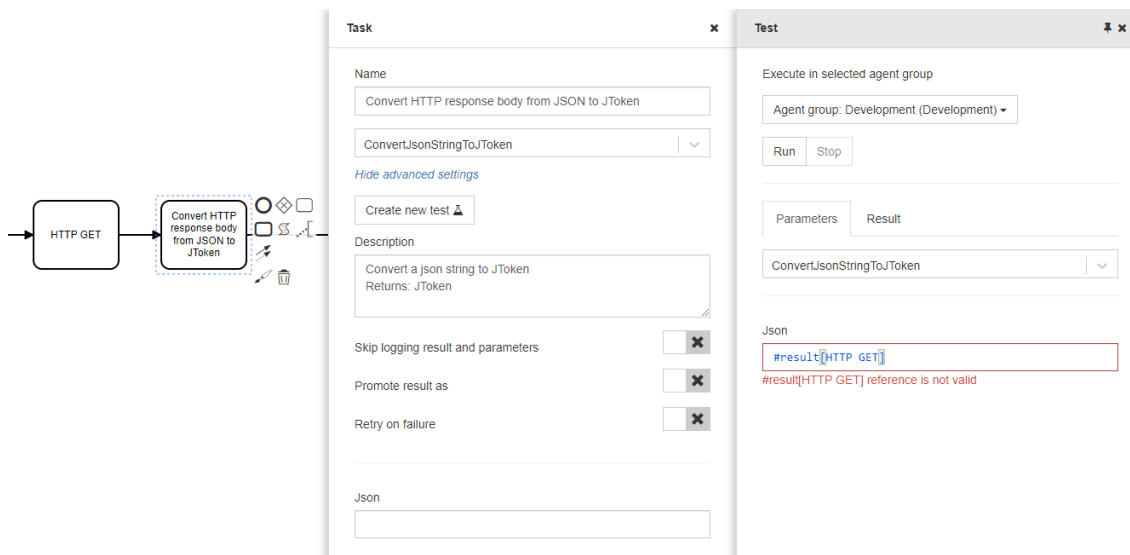 HTTP GET
Convert HTTP
response body
from JSON to
JToken
Task
Name
Convert HTTP response body from JSON to JToken
ConvertJsonStringToJToken
Hide advanced settings
Create new test
Description
Convert a json string to JToken
Returns: JToken
Skip logging result and parameters
Promote result as
Retry on failure
Json
Test
Execute in selected agent group
Agent group: Development (Development)
Run Stop
Parameters Result
ConvertJsonStringToJToken
Json
#result[HTTP GET]
#result[HTTP GET] reference is not valid